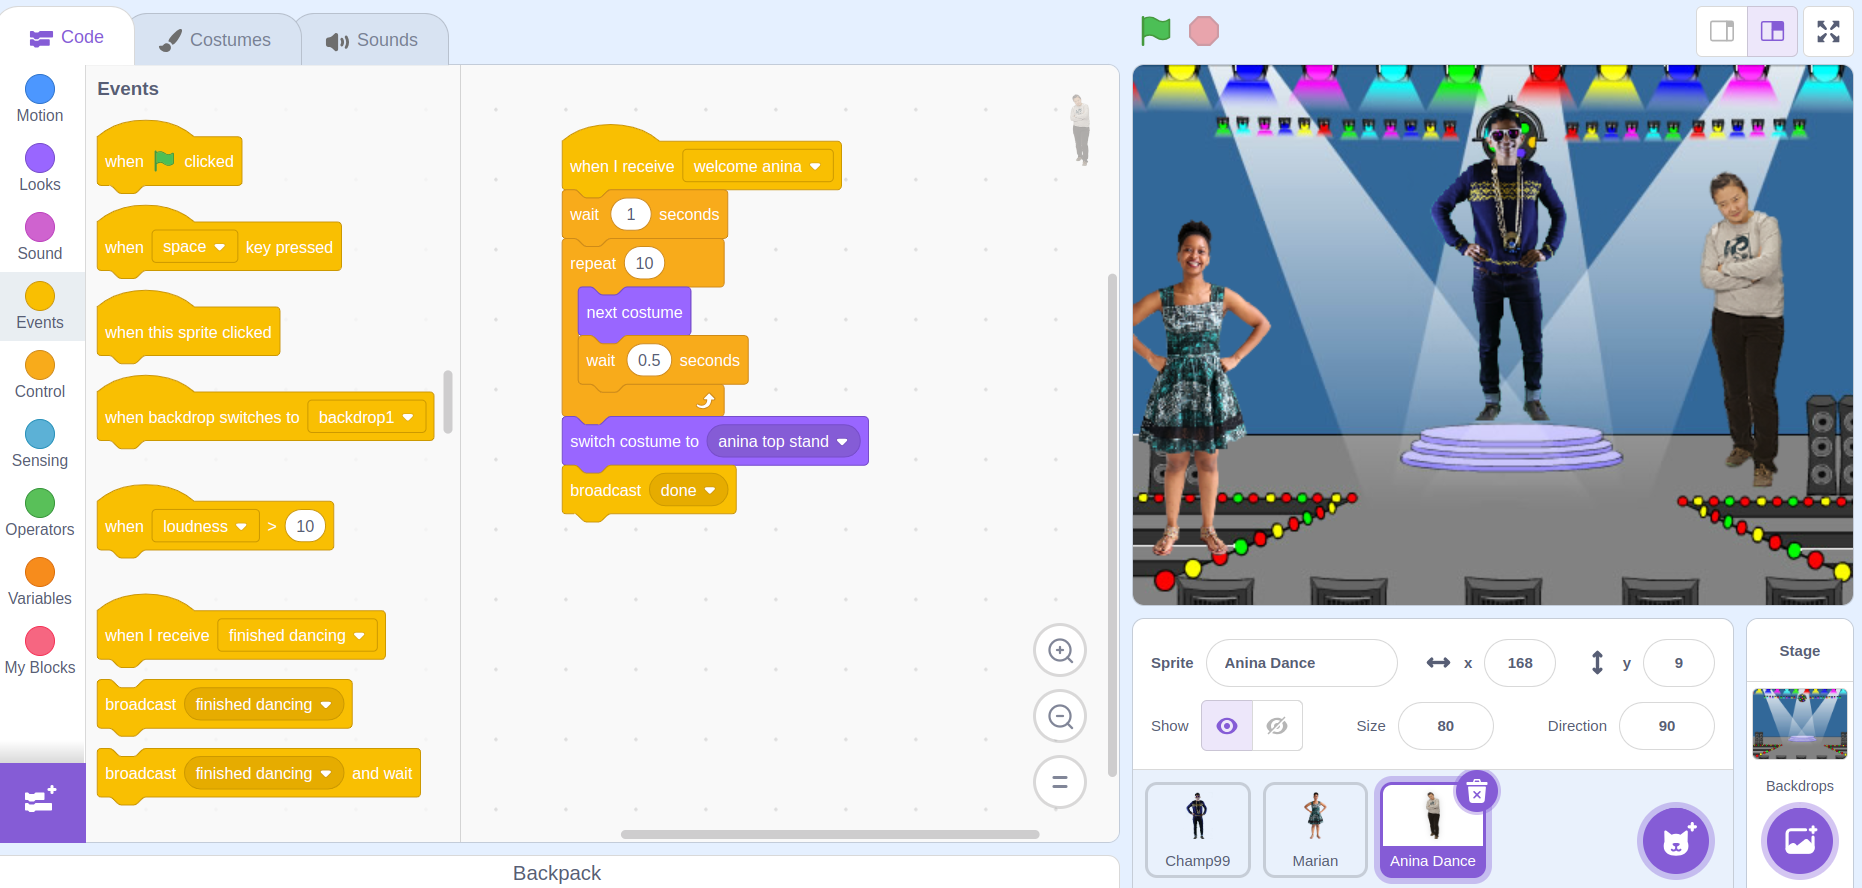 Code
Costumes
Sounds
Motion
Looks
Sound
Events
Control
Sensing
Operators
Variables
My Blocks
Events
when clicked
when space key pressed
when this sprite clicked
when backdrop switches to backdrop1
when loudness > 10
when I receive finished dancing
broadcast finished dancing
broadcast finished dancing and wait
when I receive welcome anina
wait 1 seconds
repeat 10
next costume
wait 0.5 seconds
switch costume to anina top stand
broadcast done
Backpack
Sprite Anina Dance x 168 y 9
Show Size 80 Direction 90
Champ99
Marian
Anina Dance
Stage
Backdrops